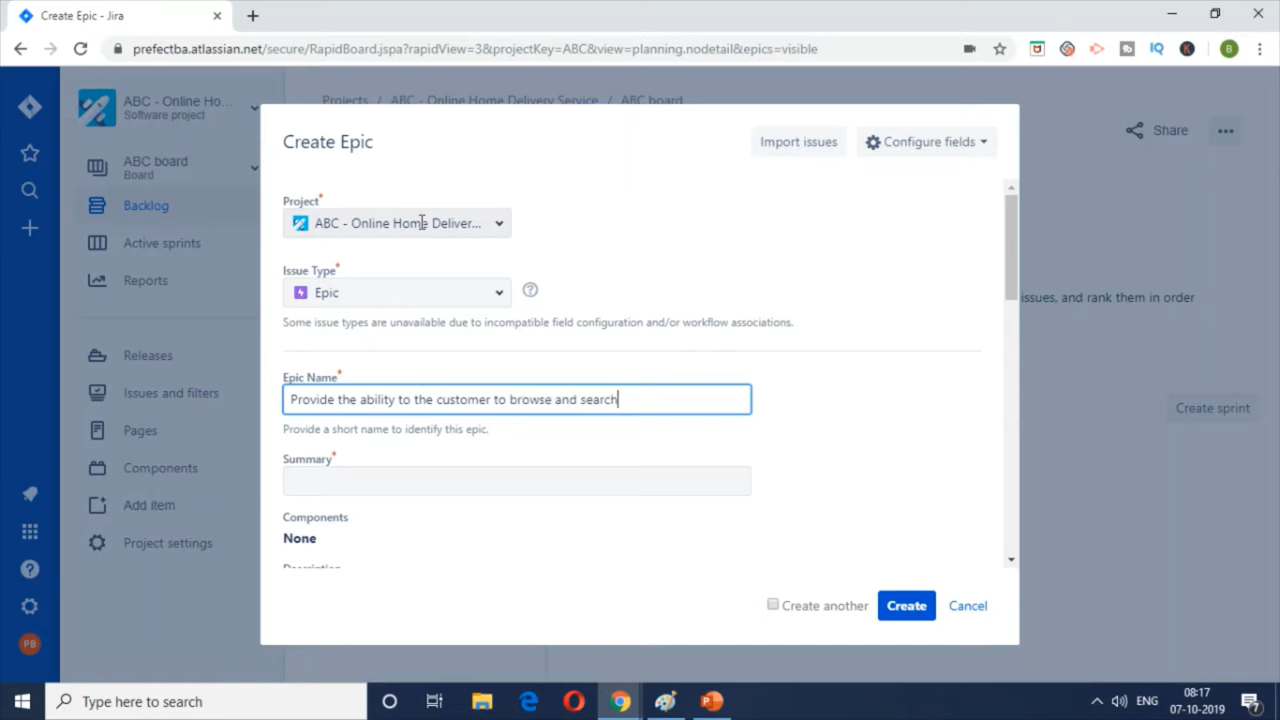 Create Epic - Jira
prefectba.atlassian.net/secure/RapidBoard.jspa?rapidView=3&projectKey=ABC&view=planning.nodetail&epics=visible
IQ
K
B
ABC - Online Ho...
Software project
Projects / ABC - Online Home Delivery Service / ABC board
ABC board
Board
Share
Backlog
Active sprints
Reports
Releases
Issues and filters
Pages
Components
Add item
Project settings
PB
issues, and rank them in order
Create sprint
Create Epic
Import issues
Configure fields
Project*
ABC - Online Home Deliver...
Issue Type*
Epic
Some issue types are unavailable due to incompatible field configuration and/or workflow associations.
Epic Name*
Provide the ability to the customer to browse and search
Provide a short name to identify this epic.
Summary*
Components
None
Description
Create another
Create
Cancel
Type here to search
ENG
08:17
07-10-2019
7